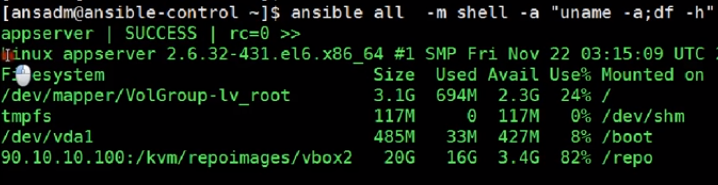 [ansadm@ansible-control ~]$ ansible all  -m shell -a "uname -a;df -h"
appserver | SUCCESS | rc=0 >>
Linux appserver 2.6.32-431.el6.x86_64 #1 SMP Fri Nov 22 03:15:09 UTC
Filesystem            Size  Used Avail Use% Mounted on
/dev/mapper/VolGroup-lv_root
3.1G  694M  2.3G  24% /
tmpfs                 117M     0  117M   0% /dev/shm
/dev/vda1             485M   33M  427M   8% /boot
90.10.10.100:/kvm/repoimages/vbox2   20G   16G  3.4G  82% /repo